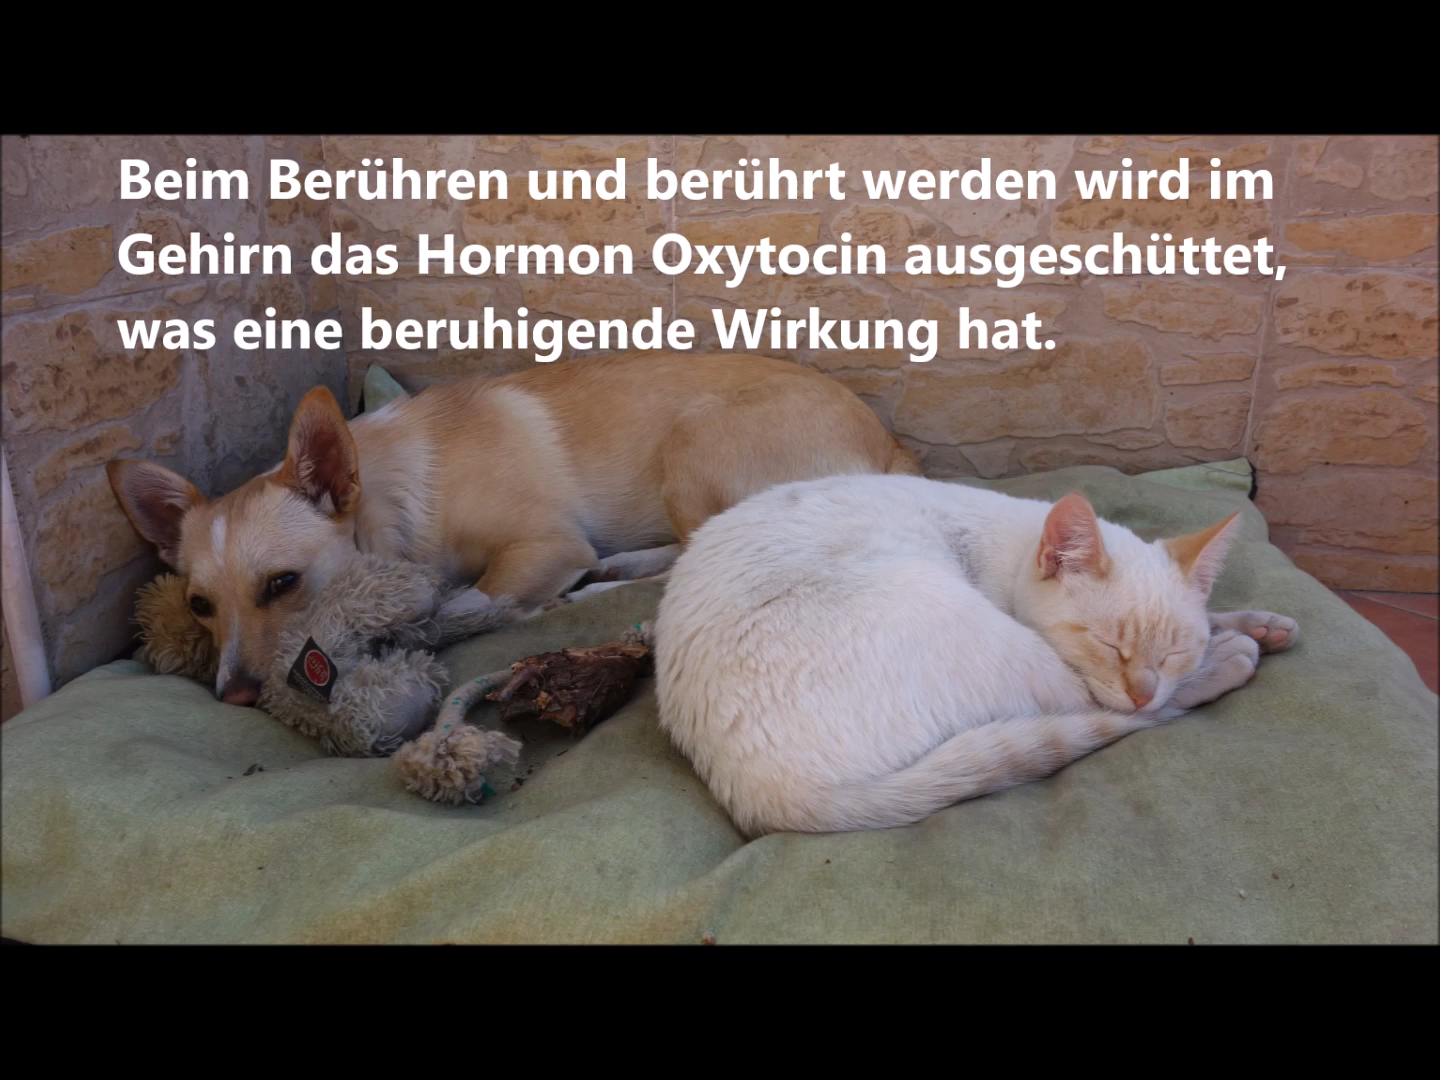 Beim Berühren und berührt werden wird im
Gehirn das Hormon Oxytocin ausgeschüttet,
was eine beruhigende Wirkung hat.